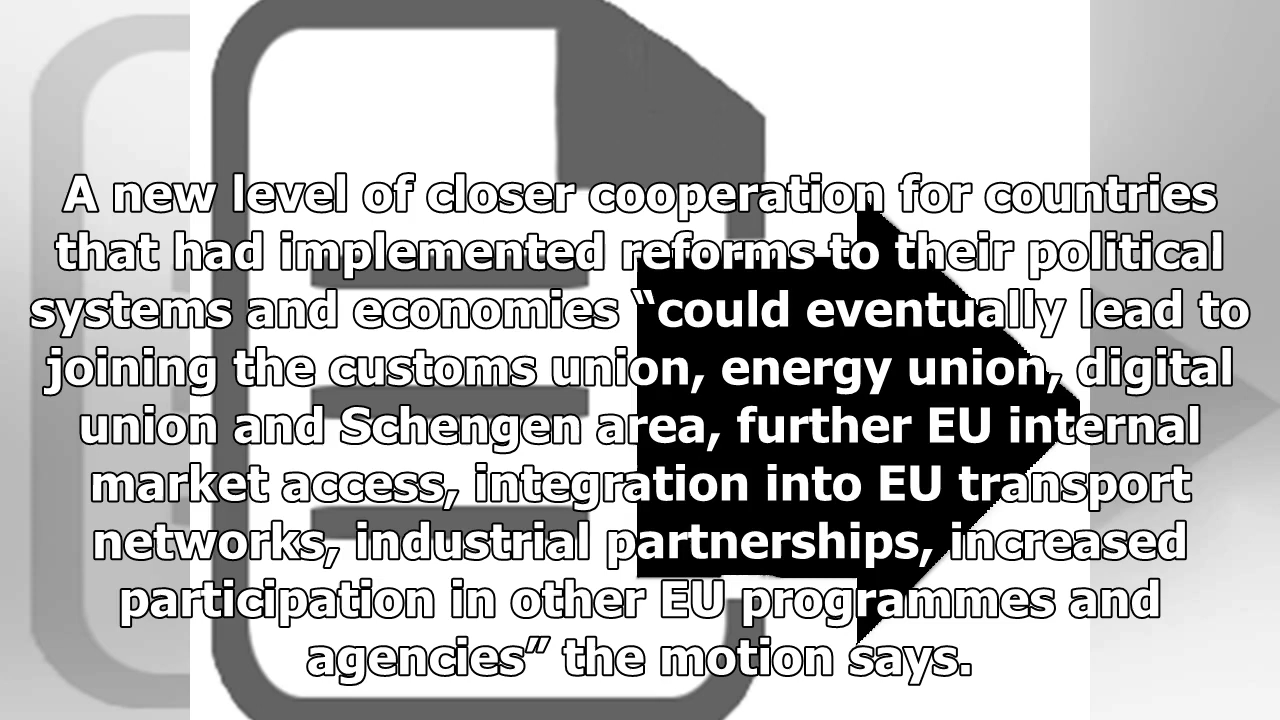 A new level of closer cooperation for countries
that had implemented reforms to their political
systems and economies “could eventually lead to
joining the customs union, energy union, digital
union and Schengen area, further EU internal
market access, integration into EU transport
networks, industrial partnerships, increased
participation in other EU programmes and
agencies” the motion says.